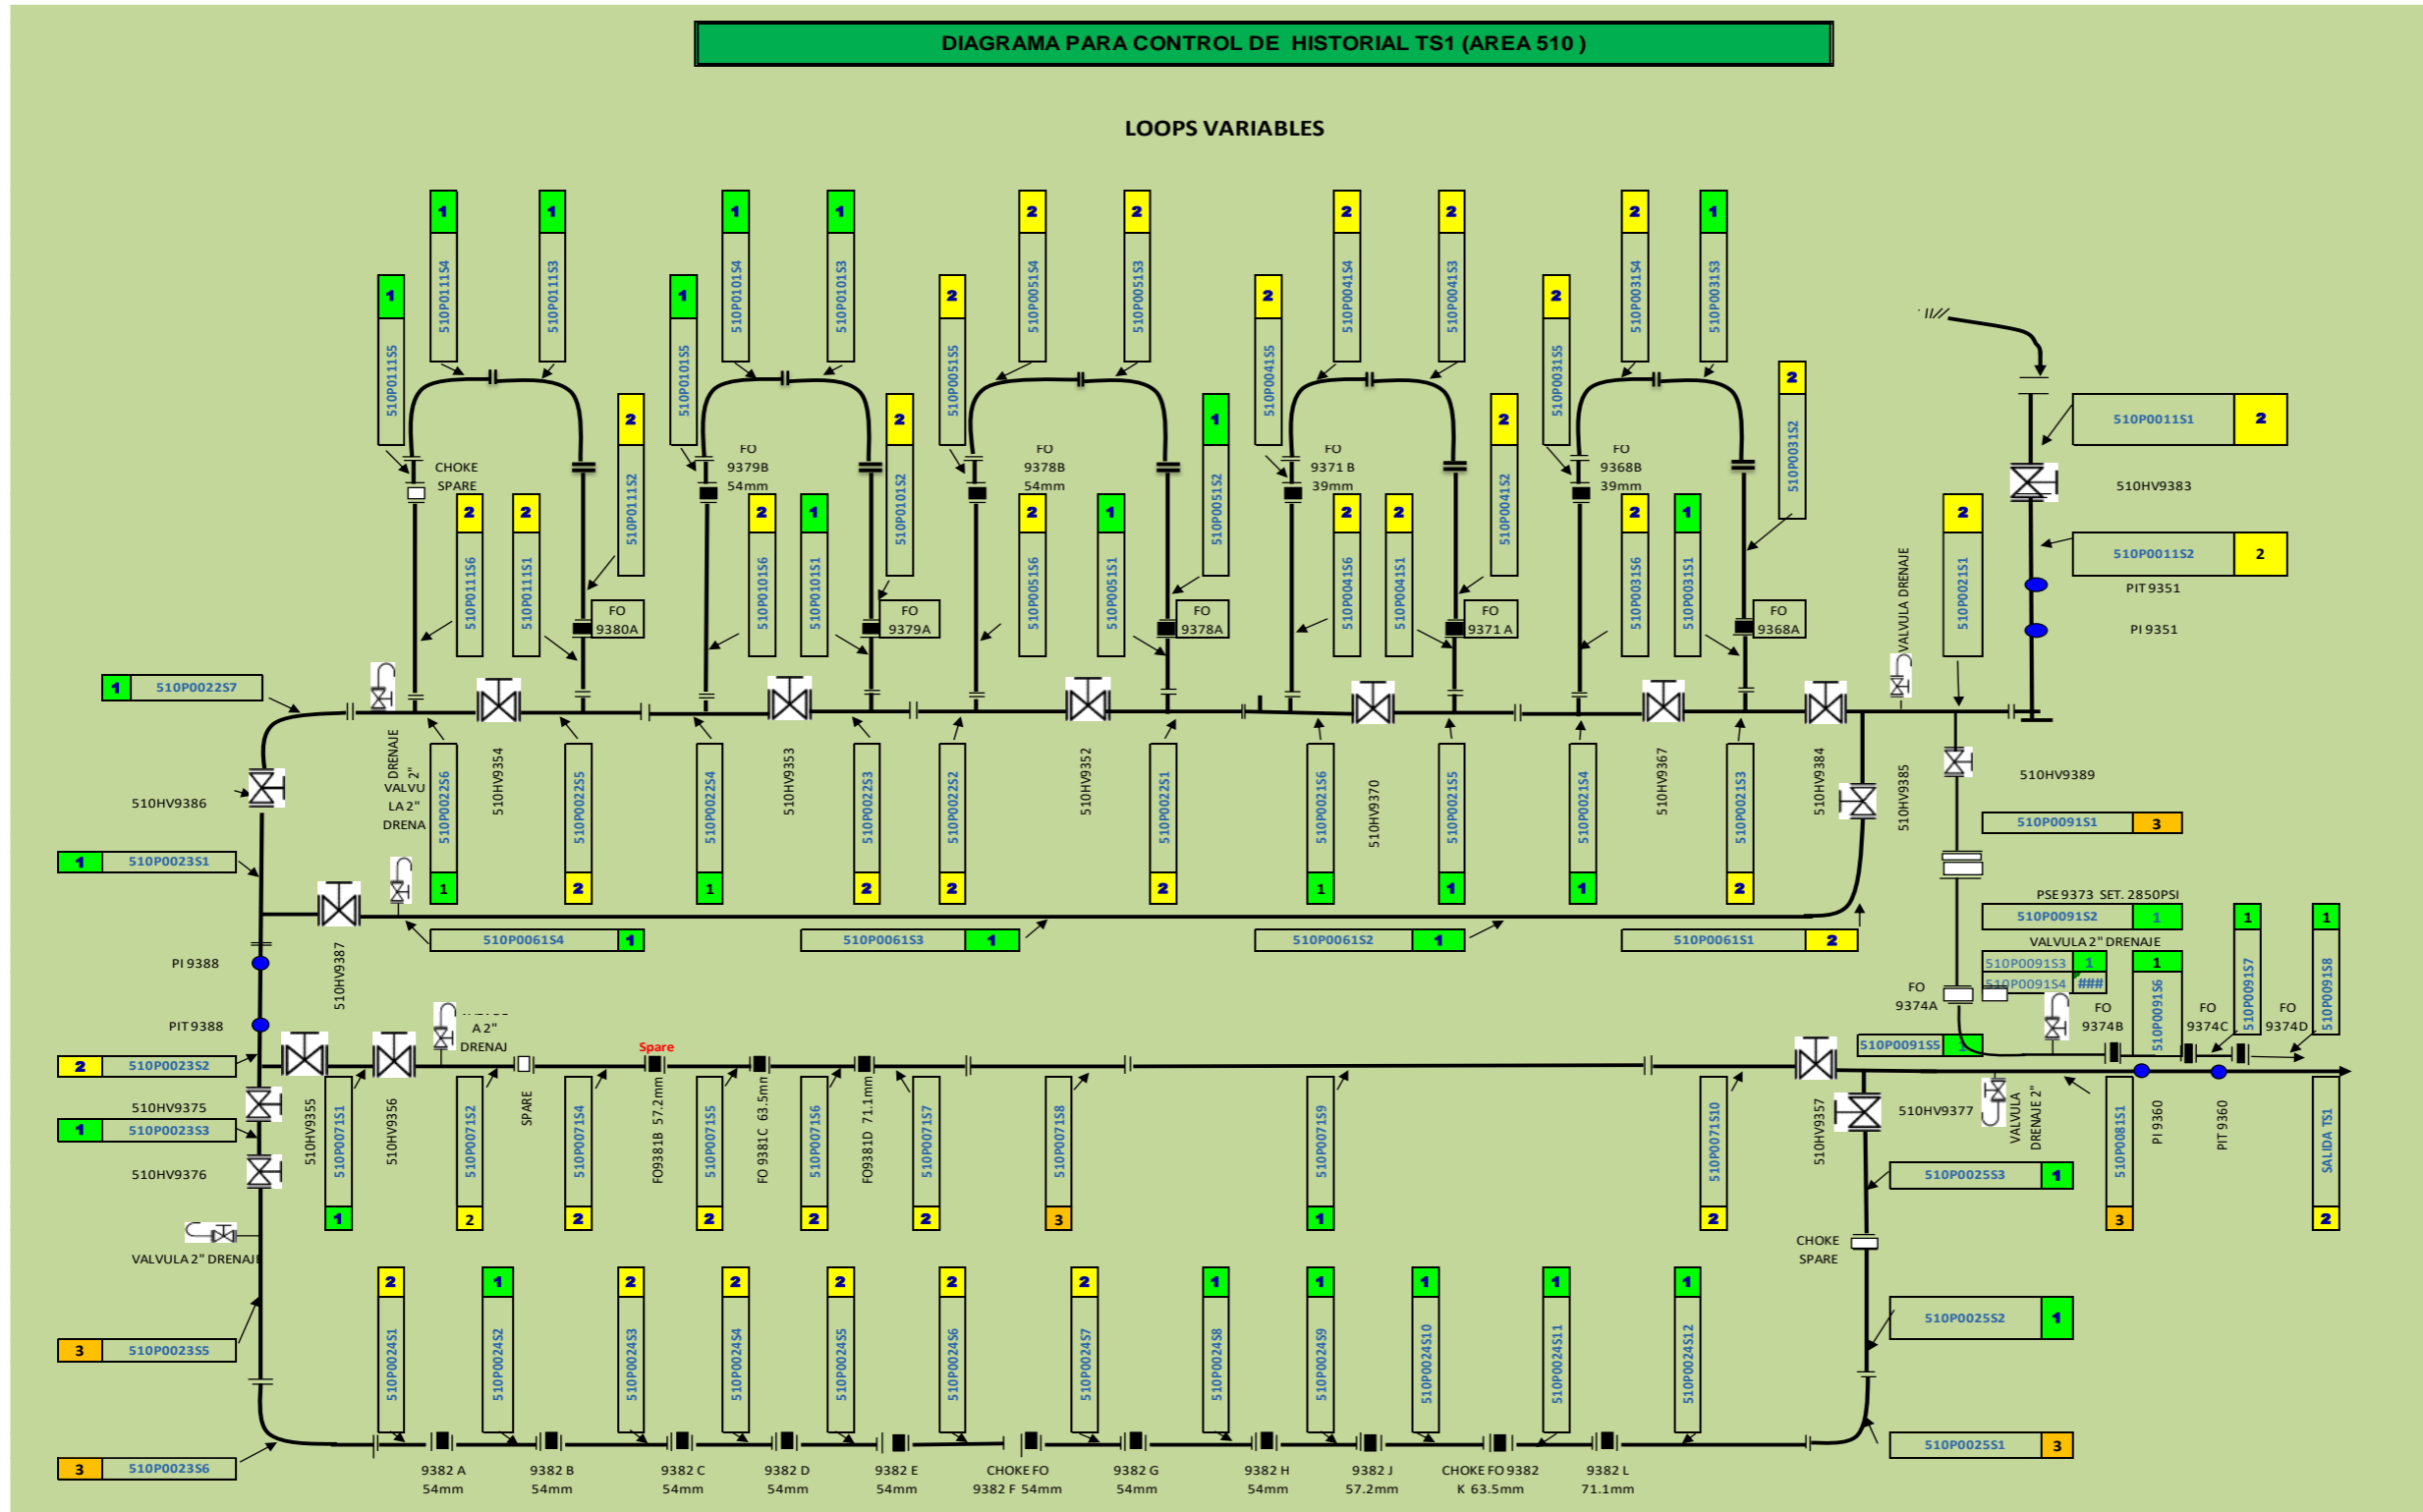 DIAGRAMA PARA CONTROL DE HISTORIAL TS1 (AREA 510 )
LOOPS VARIABLES
1
510P0111S4
1
510P0111S3
1
510P0101S4
1
510P0101S3
2
510P0051S4
2
510P0051S3
2
510P0041S4
2
510P0041S3
2
510P0031S4
1
510P0031S3
1
510P0111S5
1
510P0101S5
2
510P0051S5
2
510P0041S5
2
510P0031S5
2
510P0111S2
2
510P0101S2
1
510P0051S2
2
510P0041S2
2
510P0031S2
510P0011S1
2
CHOKE
SPARE
FO
9379B
54mm
FO
9378B
54mm
FO
9371 B
39mm
FO
9368B
39mm
510HV9383
2
510P0111S6
2
510P0111S1
2
510P0101S6
1
510P0101S1
2
510P0051S6
1
510P0051S1
2
510P0041S6
2
510P0041S1
2
510P0031S6
1
510P0031S1
VALVULA DRENAJE
2
510P0021S1
510P0011S2
2
PIT 9351
PI 9351
FO
9380A
FO
9379A
FO
9378A
FO
9371 A
FO
9368A
1
510P0022S7
510HV9386
DRENAJE
VALVU 2"
LA 2"
DRENA
510P0022S6
1
510HV9354
510P0022S5
2
510P0022S4
1
510HV9353
510P0022S3
2
510P0022S2
2
510HV9352
510P0022S1
2
510P0021S6
1
510HV9370
510P0021S5
1
510P0021S4
1
510HV9367
510P0021S3
2
510HV9384
510HV9385
510HV9389
510P0091S1
3
1
510P0023S1
510P0061S4
1
510P0061S3
1
510P0061S2
1
510P0061S1
2
PSE 9373 SET. 2850PSI
510P0091S2
1
VALVULA 2" DRENAJE
510P0091S3
1
510P0091S4
###
1
510P0091S6
1
510P0091S7
1
510P0091S8
PI 9388
510HV9387
PIT 9388
FO
9374A
FO
9374B
FO
9374C
FO
9374D
510P0091S5
1
2
510P0023S2
A 2"
DRENAJ
Spare
510HV9375
1
510P0023S3
510HV9376
510HV9355
510P0071S1
1
510HV9356
510P0071S2
2
SPARE
510P0071S4
2
FO9381B 57.2mm
510P0071S5
2
FO 9381C 63.5mm
510P0071S6
2
FO9381D 71.1mm
510P0071S7
2
510P0071S8
3
510P0071S9
1
510P0071S10
2
510HV9357
510HV9377
VALVULA
DRENAJE 2"
510P0081S1
3
PI 9360
PIT 9360
SALIDA TS1
2
510P0025S3
1
VALVULA 2" DRENAJE
CHOKE
SPARE
2
510P0024S1
1
510P0024S2
2
510P0024S3
2
510P0024S4
2
510P0024S5
2
510P0024S6
2
510P0024S7
1
510P0024S8
1
510P0024S9
1
510P0024S10
1
510P0024S11
1
510P0024S12
510P0025S2
1
3
510P0023S5
3
510P0023S6
510P0025S1
3
9382 A
54mm
9382 B
54mm
9382 C
54mm
9382 D
54mm
9382 E
54mm
CHOKE FO
9382 F 54mm
9382 G
54mm
9382 H
54mm
9382 J
57.2mm
CHOKE FO 9382
K 63.5mm
9382 L
71.1mm